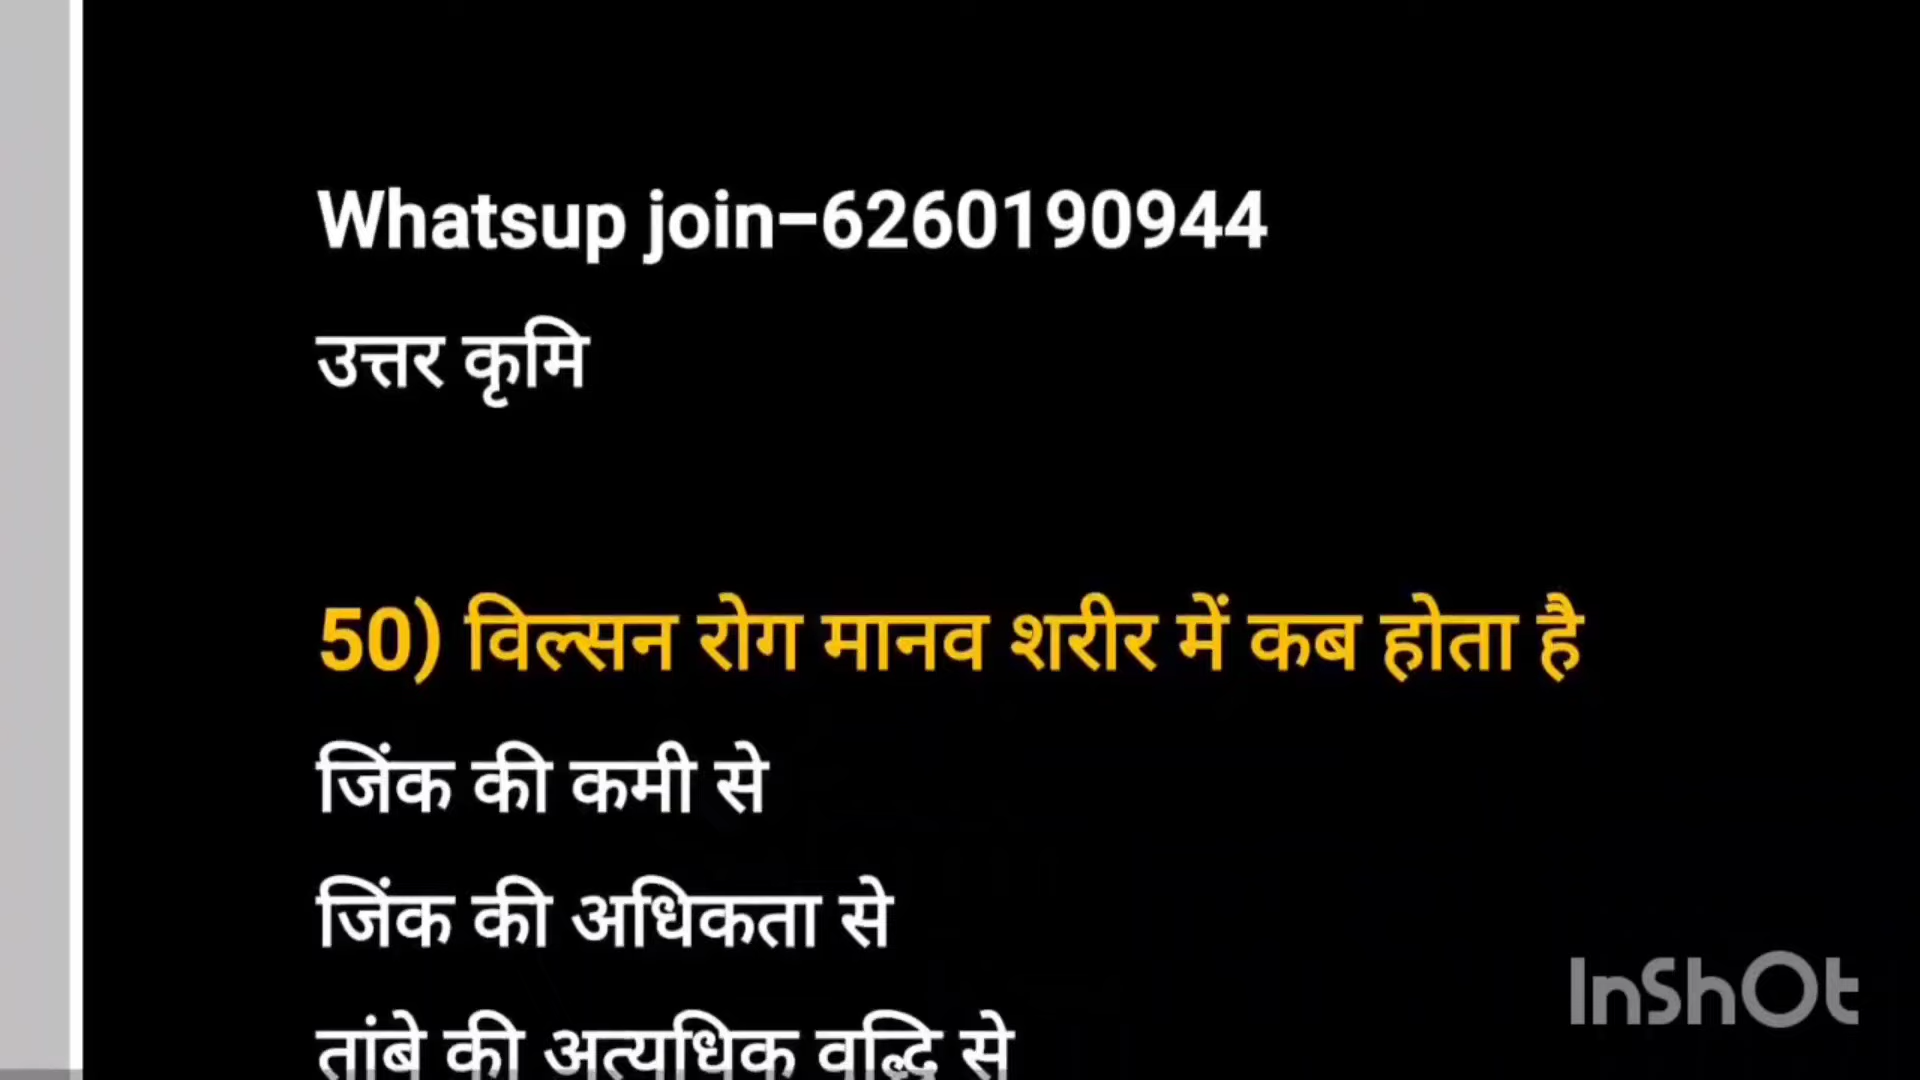 Whatsup join-6260190944
उत्तर कृमि
50) विल्सन रोग मानव शरीर में कब होता है
जिंक की कमी से
जिंक की अधिकता से
तांबे की अत्यधिक वृद्धि से
InShOt